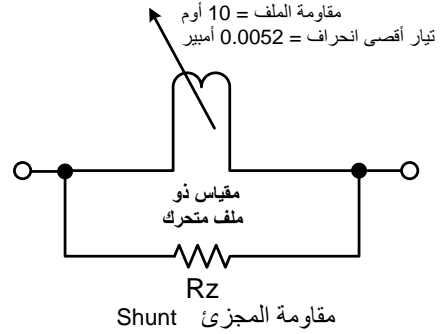 مقاومة الملف = 10 أوم
تيار أقصى انحراف = 0.0052 أمبير
مقياس ذو
ملف متحرك
Rz
مقاومة المجزئ Shunt